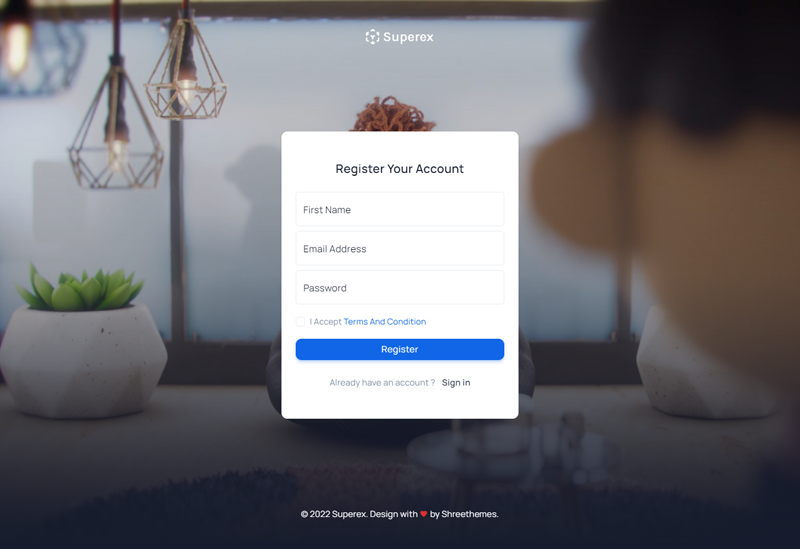 Superex
Register Your Account
First Name
Email Address
Password
I Accept Terms And Condition
Register
Already have an account ? Sign in
© 2022 Superex. Design with ❤ by Shreethemes.